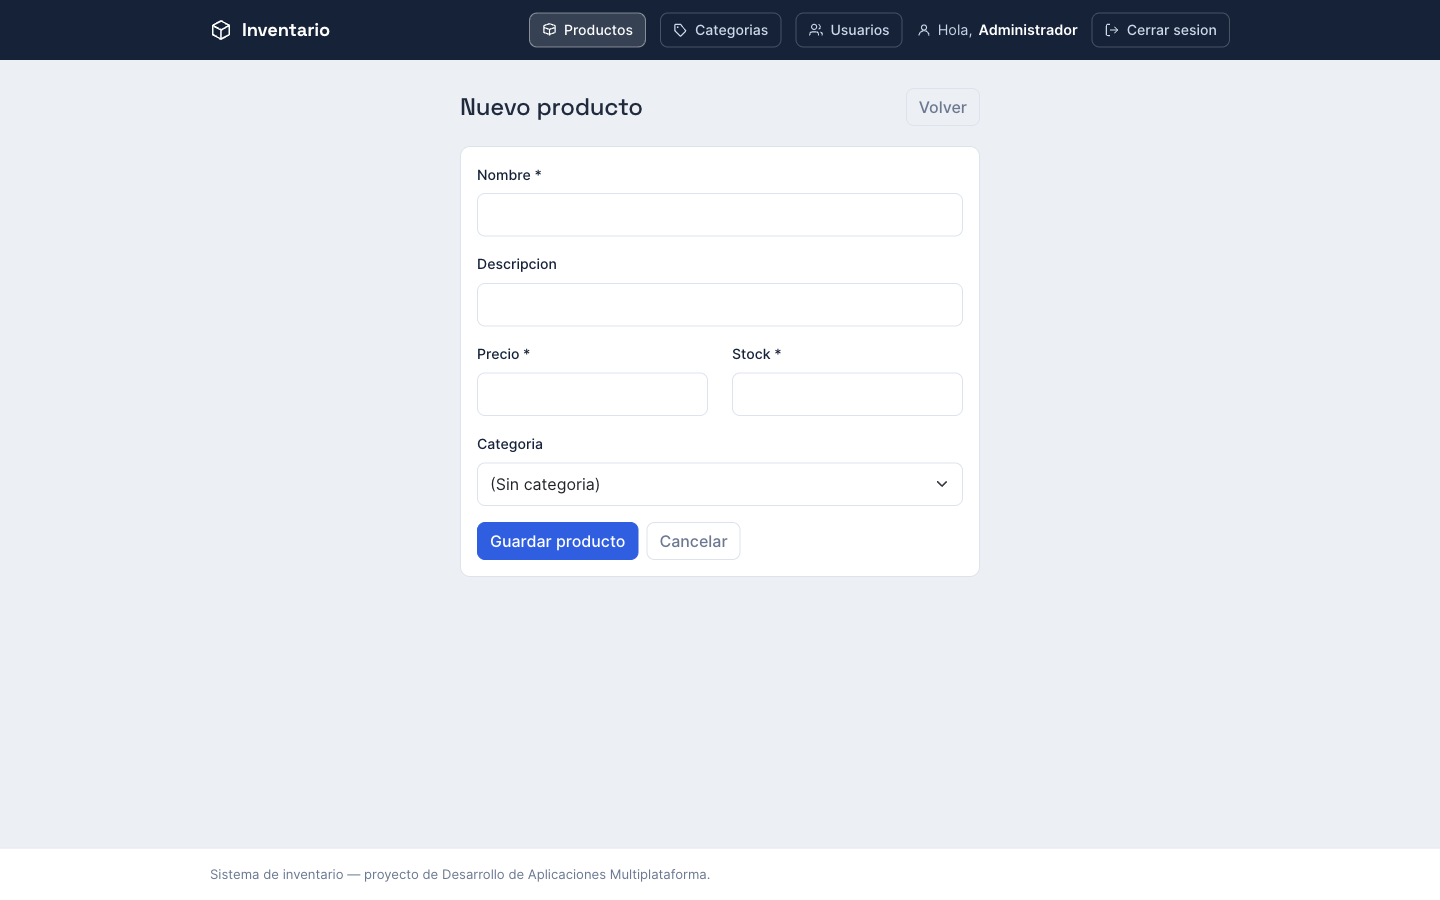 Inventario
Productos
Categorias
Usuarios
Hola, Administrador
Cerrar sesion
Nuevo producto
Volver
Nombre *
Descripcion
Precio *
Stock *
Categoria
(Sin categoria)
Guardar producto
Cancelar
Sistema de inventario — proyecto de Desarrollo de Aplicaciones Multiplataforma.